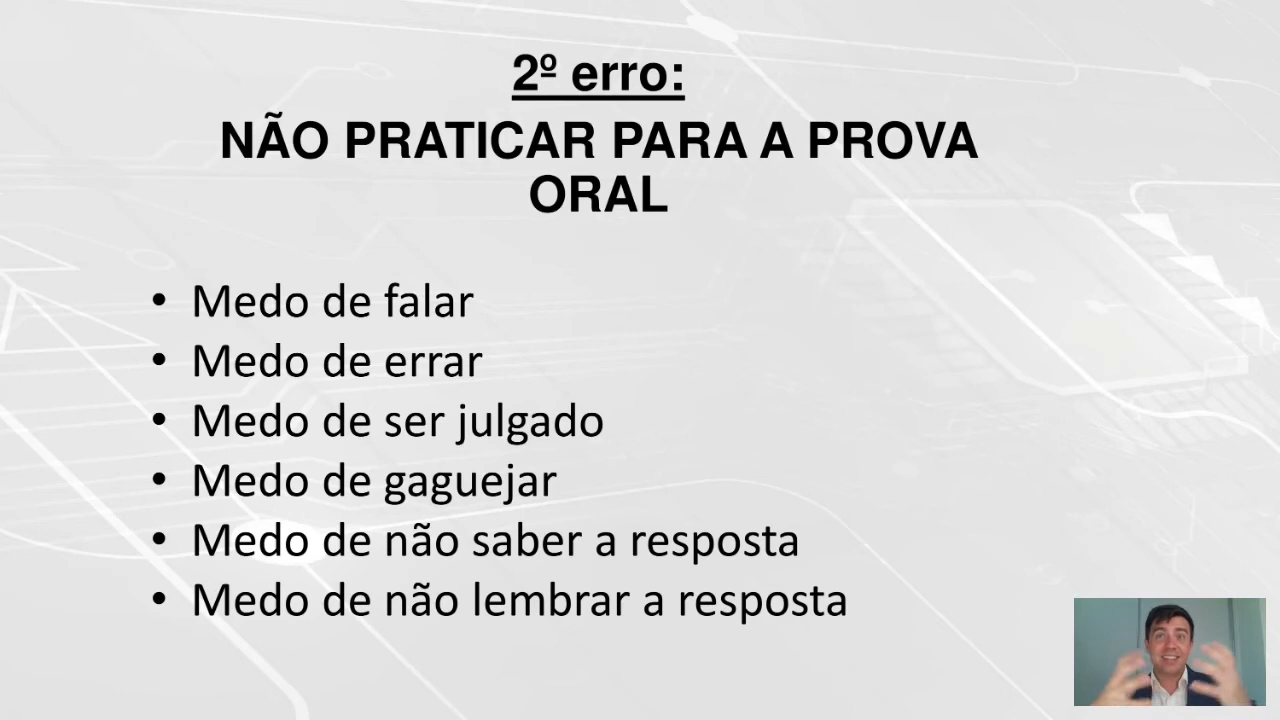 2º erro:
NÃO PRATICAR PARA A PROVA
ORAL
• Medo de falar
• Medo de errar
• Medo de ser julgado
• Medo de gaguejar
• Medo de não saber a resposta
• Medo de não lembrar a resposta